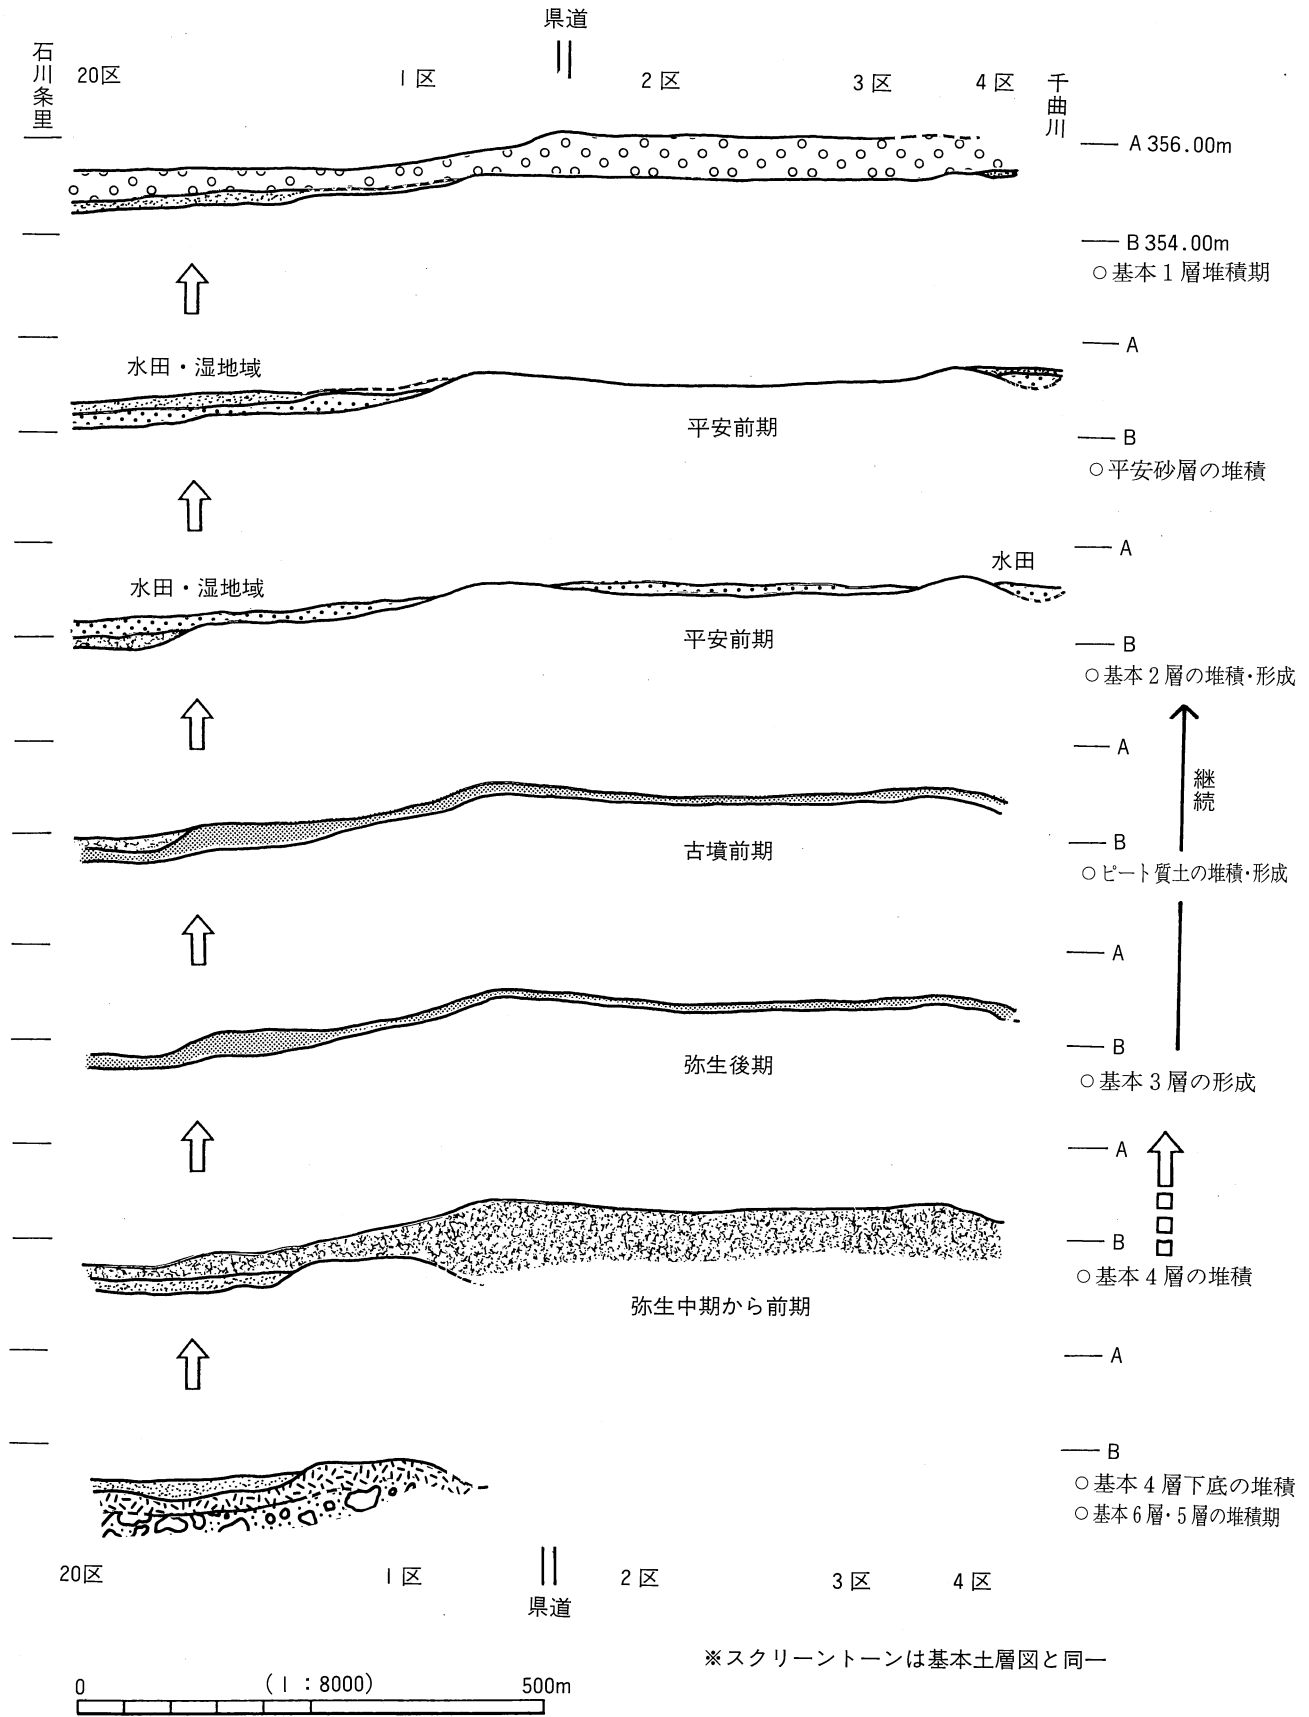 県道
石川条里
20区
1区
2区
3区
4区
千曲川
A 356.00m
B 354.00m
○基本1層堆積期
水田・湿地域
A
平安前期
B
○平安砂層の堆積
A
水田
水田・湿地域
平安前期
B
○基本2層の堆積・形成
A
継続
古墳前期
B
○ピート質土の堆積・形成
A
B
弥生後期
○基本3層の形成
A
B
○基本4層の堆積
弥生中期から前期
A
B
○基本4層下底の堆積
○基本6層・5層の堆積期
20区
1区
県道
2区
3区
4区
※スクリーントーンは基本土層図と同一
0
(1:8000)
500m